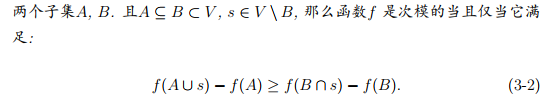 两个子集A, B. 且A ⊆ B ⊂ V, s ∈ V \ B, 那么函数f 是次模的当且仅当它满
足:
f(A ∪ s) − f(A) ≥ f(B ∩ s) − f(B). (3-2)